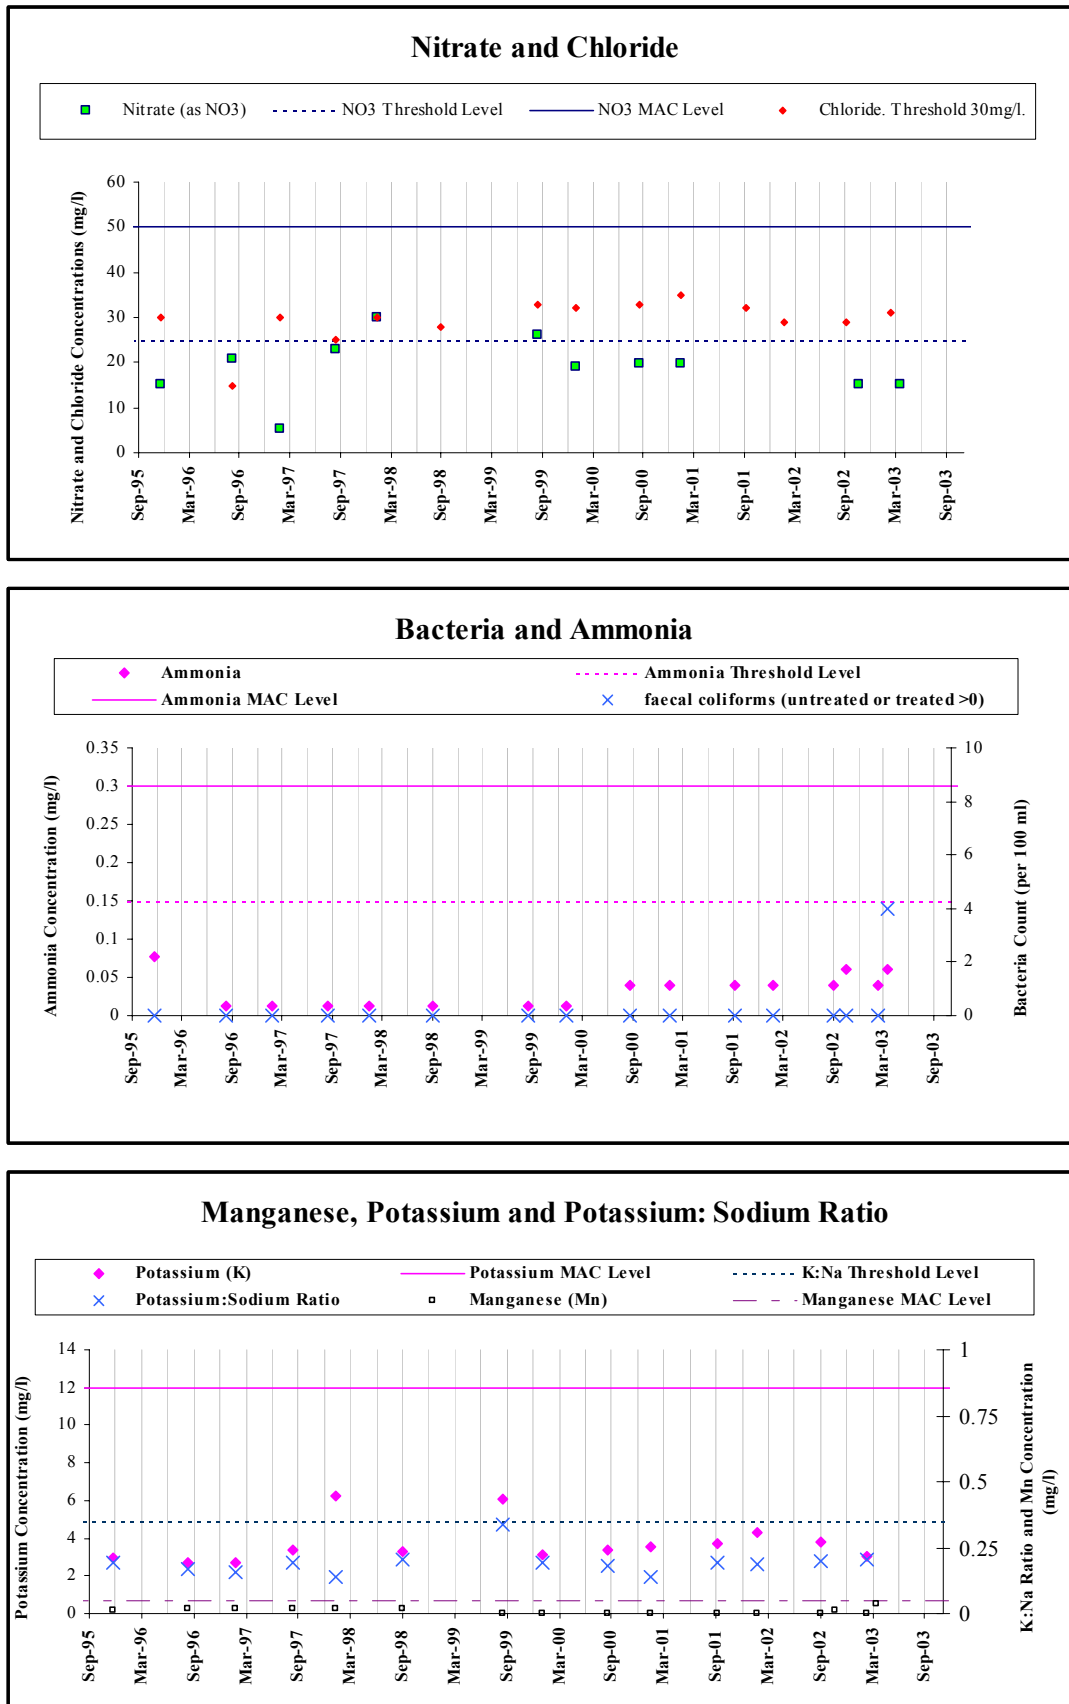 Nitrate and Chloride
Nitrate (as NO3) NO3 Threshold Level NO3 MAC Level Chloride. Threshold 30mg/l.
Nitrate and Chloride Concentrations (mg/l)
60
50
40
30
20
10
0
Sep-95 Mar-96 Sep-96 Mar-97 Sep-97 Mar-98 Sep-98 Mar-99 Sep-99 Mar-00 Sep-00 Mar-01 Sep-01 Mar-02 Sep-02 Mar-03 Sep-03
Bacteria and Ammonia
Ammonia Ammonia Threshold Level
Ammonia MAC Level faecal coliforms (untreated or treated >0)
Ammonia Concentration (mg/l)
0.35
0.3
0.25
0.2
0.15
0.1
0.05
0
10
8
6
4
2
0
Bacteria Count (per 100 ml)
Sep-95 Mar-96 Sep-96 Mar-97 Sep-97 Mar-98 Sep-98 Mar-99 Sep-99 Mar-00 Sep-00 Mar-01 Sep-01 Mar-02 Sep-02 Mar-03 Sep-03
Manganese, Potassium and Potassium: Sodium Ratio
Potassium (K) Potassium MAC Level K:Na Threshold Level
Potassium:Sodium Ratio Manganese (Mn) Manganese MAC Level
Potassium Concentration (mg/l)
14
12
10
8
6
4
2
0
1
0.75
0.5
0.25
0
K:Na Ratio and Mn Concentration
(mg/l)
Sep-95 Mar-96 Sep-96 Mar-97 Sep-97 Mar-98 Sep-98 Mar-99 Sep-99 Mar-00 Sep-00 Mar-01 Sep-01 Mar-02 Sep-02 Mar-03 Sep-03